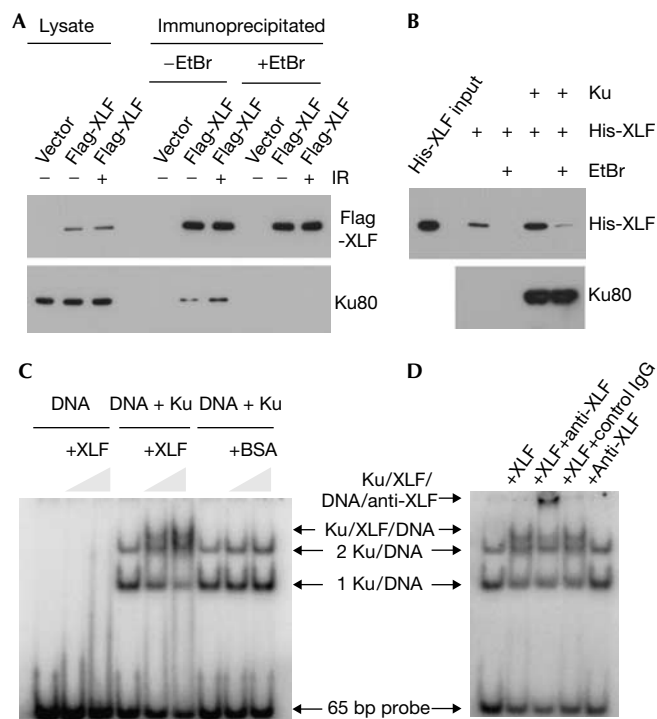 A
Lysate
Immunoprecipitated
–EtBr
+EtBr
Vector
Flag-XLF
Flag-XLF
Vector
Flag-XLF
Flag-XLF
Vector
Flag-XLF
Flag-XLF
– – + – – + – – + IR
Flag
-XLF
Ku80
B
His-XLF input
+ + Ku
+ + + + His-XLF
+ + EtBr
His-XLF
Ku80
C
DNA DNA + Ku DNA + Ku
+XLF +XLF +BSA
Ku/XLF/
DNA/anti-XLF
Ku/XLF/DNA
2 Ku/DNA
1 Ku/DNA
65 bp probe
D
+XLF
+XLF+anti-XLF
+XLF+control IgG
+Anti-XLF